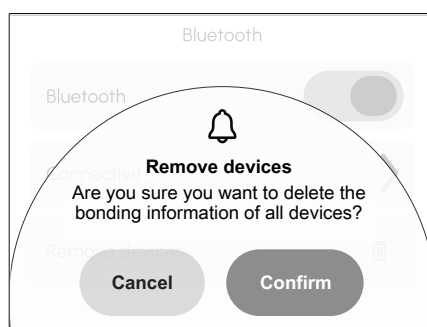 Bluetooth
Bluetooth
Connectivity
Remove devices
Are you sure you want to delete the
bonding information of all devices?
Remove devices
Cancel
Confirm